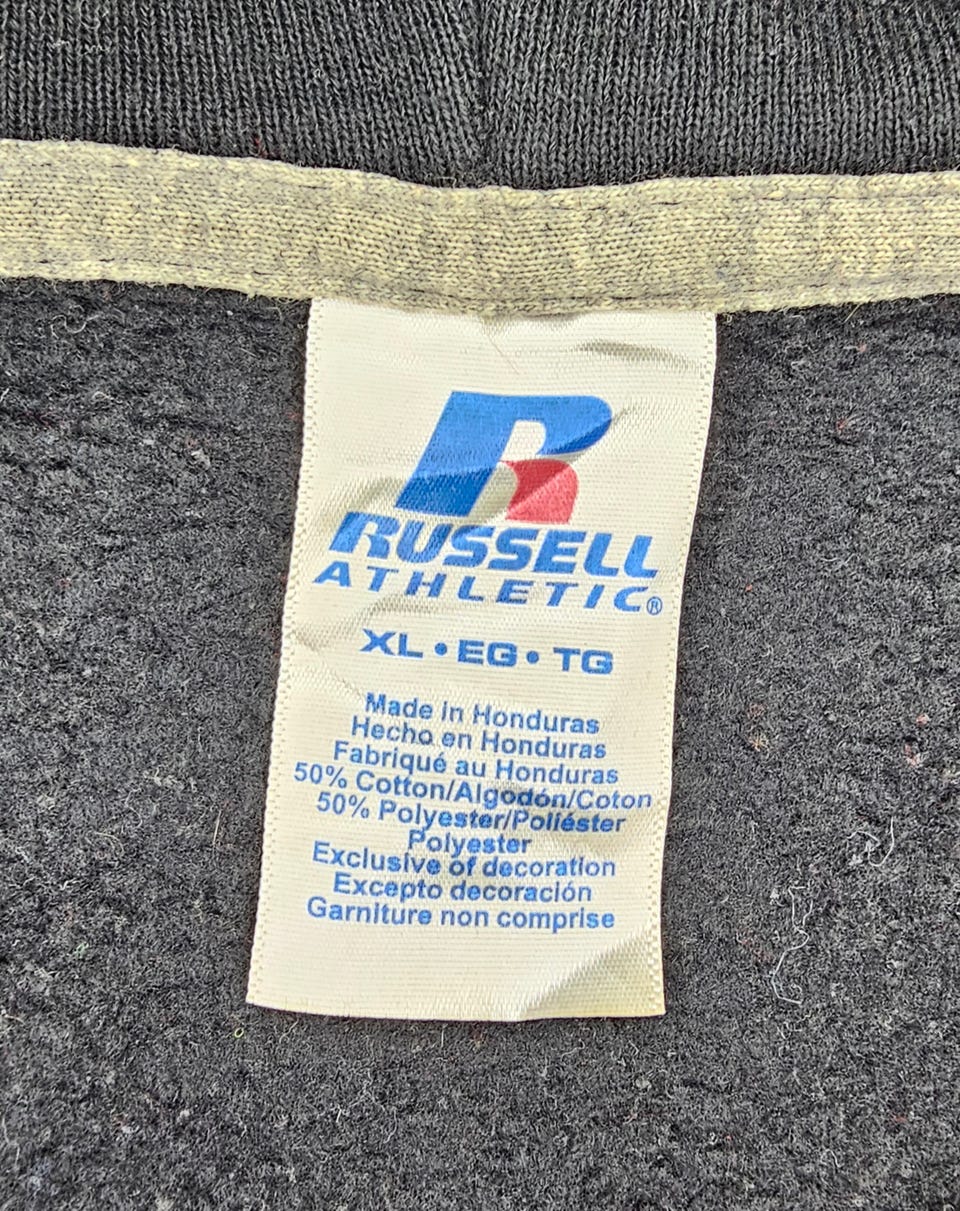 R
RUSSELL
ATHLETIC®
XL • EG • TG
Made in Honduras
Hecho en Honduras
Fabriqué au Honduras
50% Cotton/Algodón/Coton
50% Polyester/Poliéster
Polyester
Exclusive of decoration
Excepto decoración
Garniture non comprise